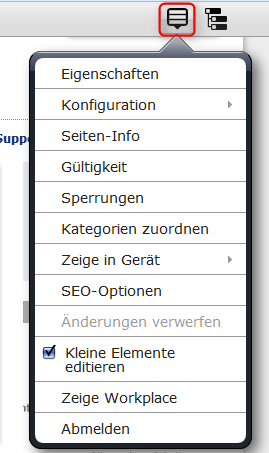 Supp
Eigenschaften
Konfiguration
Seiten-Info
Gültigkeit
Sperrungen
Kategorien zuordnen
Zeige in Gerät
SEO-Optionen
Änderungen verwerfen
Kleine Elemente
editieren
Zeige Workplace
Abmelden